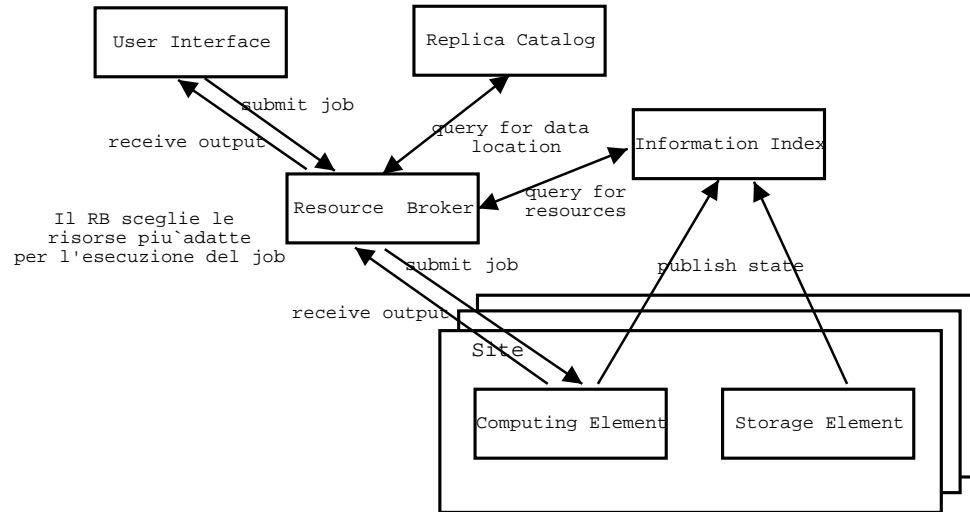 User Interface
Replica Catalog
submit job
receive output
query for data
location
Information Index
query for
resources
Resource Broker
Il RB sceglie le
risorse piu`adatte
per l'esecuzione del job
submit job
publish state
receive output
Site
Computing Element
Storage Element